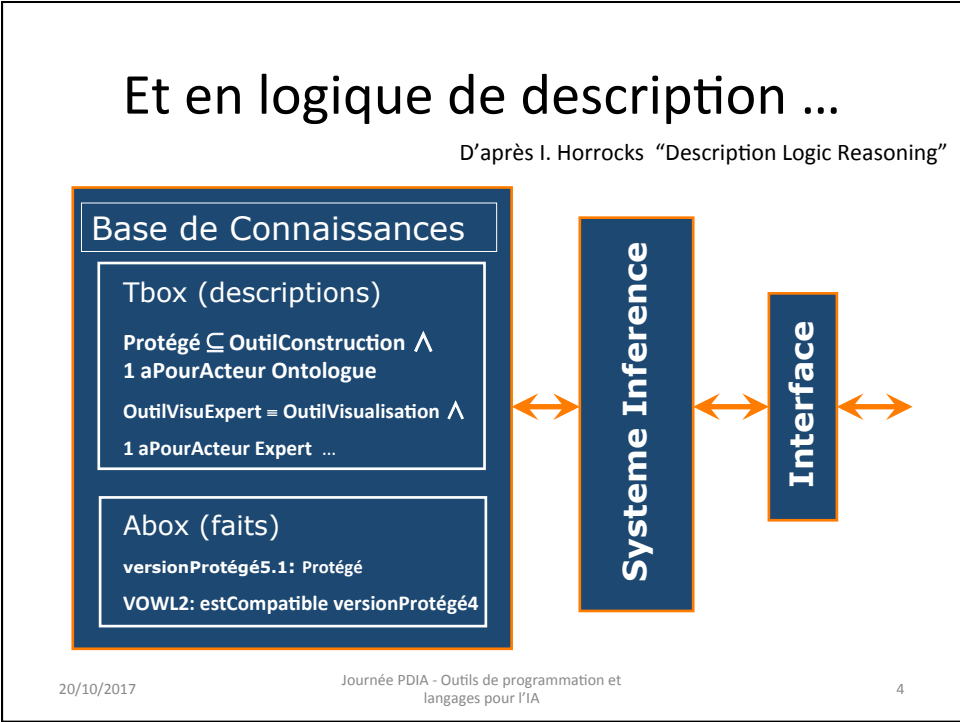 Et en logique de description …
D'après I. Horrocks “Description Logic Reasoning”
Base de Connaissances
Tbox (descriptions)
Protégé ⊆ OutilConstruction ⋀
1 aPourActeur Ontologue
OutilVisuExpert ≡ OutilVisualisation ⋀
1 aPourActeur Expert …
Abox (faits)
versionProtégé5.1: Protégé
VOWL2: estCompatible versionProtégé4
Systeme Inference
Interface
20/10/2017
Journée PDIA - Outils de programmation et
langages pour l'IA
4